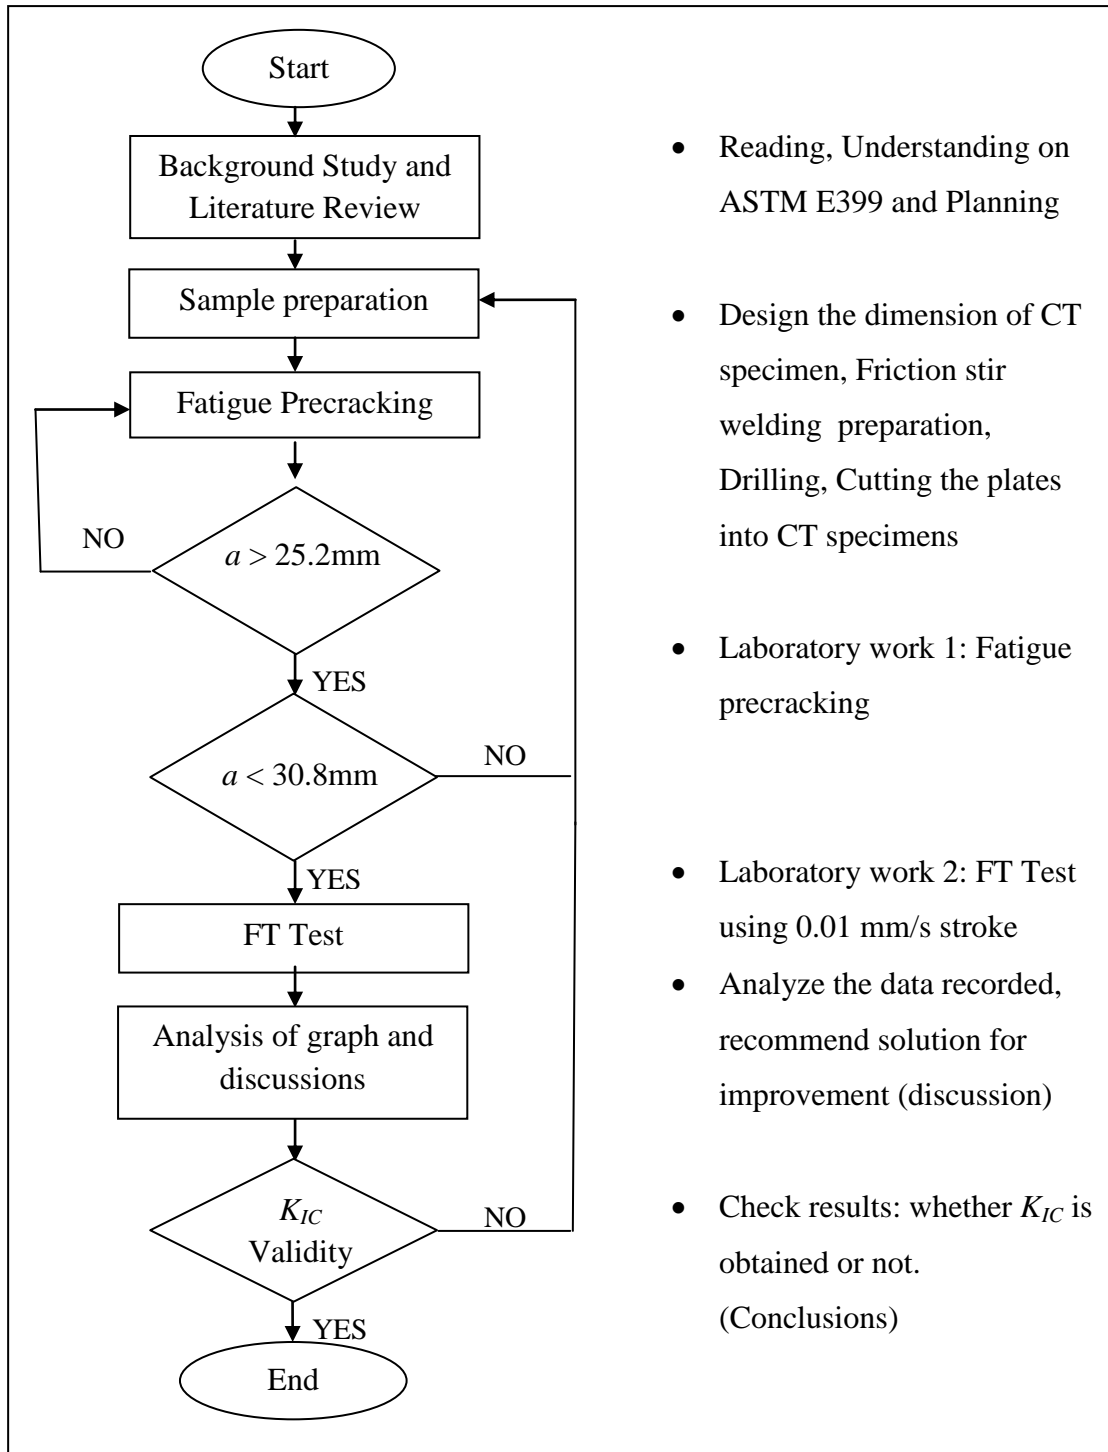 Start
Background Study and
Literature Review
Sample preparation
Fatigue Precracking
NO
a > 25.2mm
YES
a < 30.8mm
NO
YES
FT Test
Analysis of graph and
discussions
K_IC
Validity
NO
YES
End
• Reading, Understanding on
ASTM E399 and Planning
• Design the dimension of CT
specimen, Friction stir
welding preparation,
Drilling, Cutting the plates
into CT specimens
• Laboratory work 1: Fatigue
precracking
• Laboratory work 2: FT Test
using 0.01 mm/s stroke
• Analyze the data recorded,
recommend solution for
improvement (discussion)
• Check results: whether K_IC is
obtained or not.
(Conclusions)